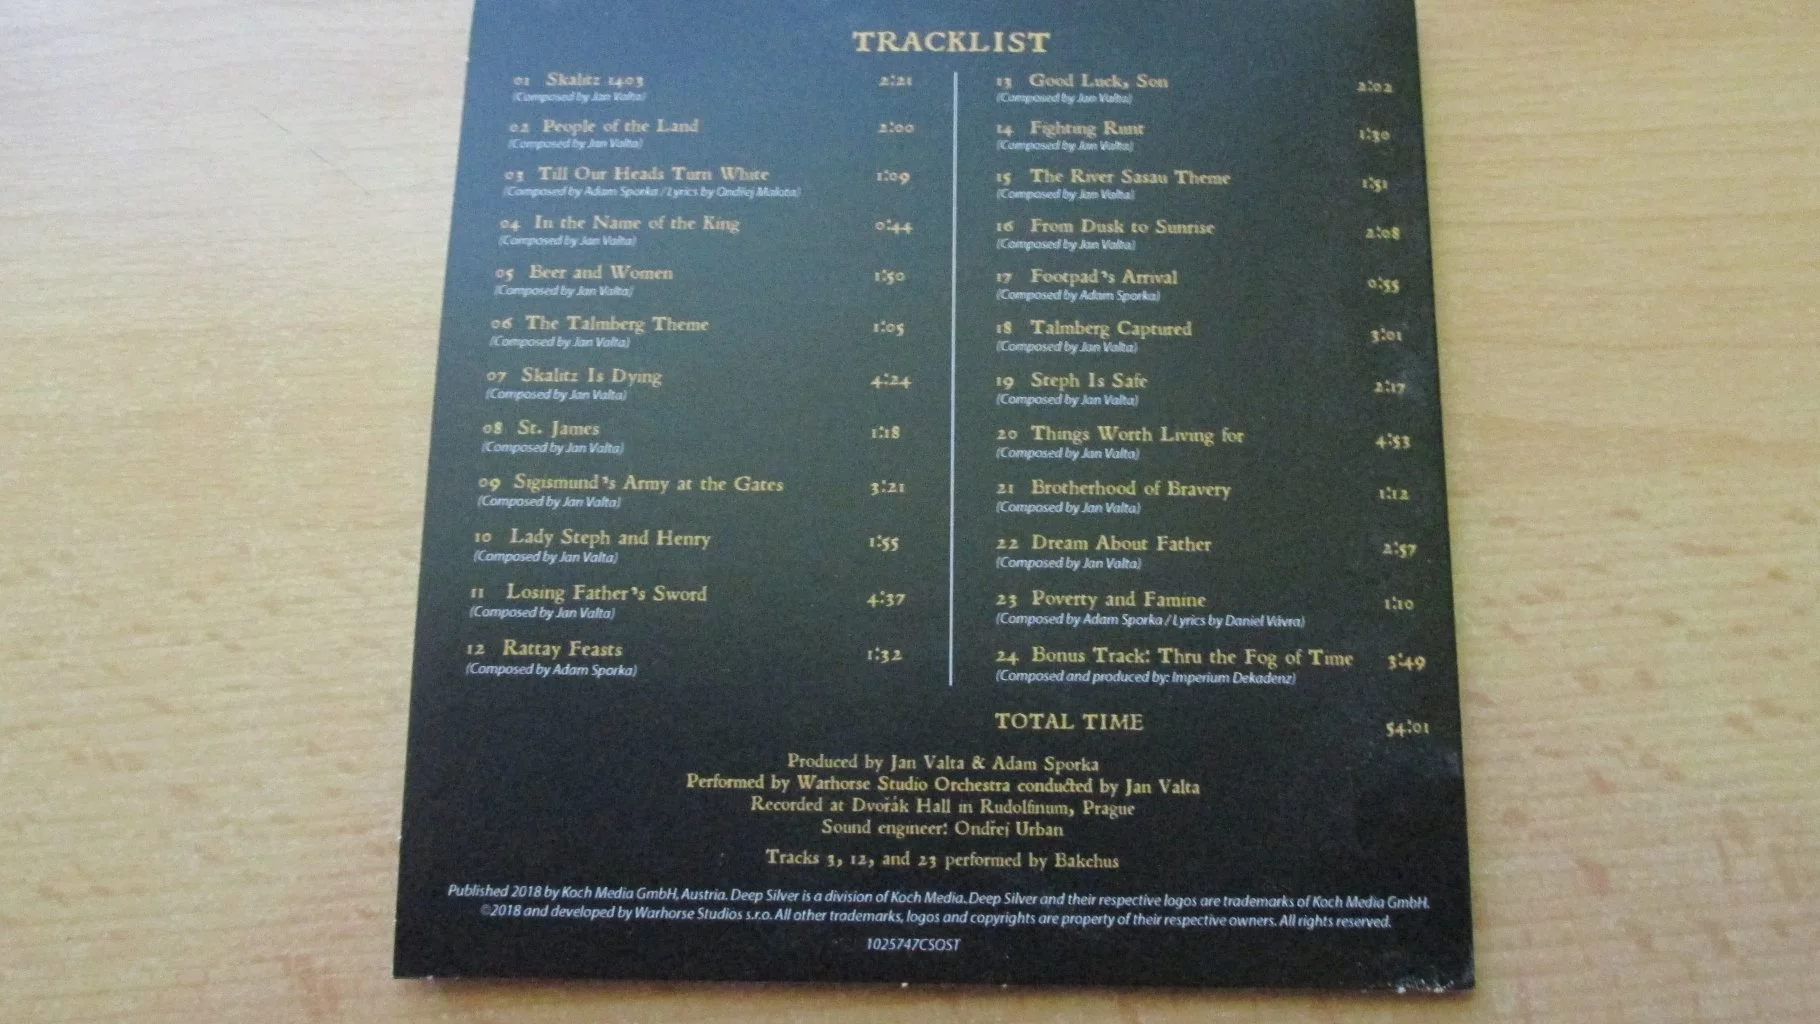 TRACKLIST
01 Skalitz 1403 2:21
(Composed by Jan Valta)
02 People of the Land 2:00
(Composed by Jan Valta)
03 Till Our Heads Turn White 1:09
(Composed by Adam Sporka / Lyrics by Ondřej Malota)
04 In the Name of the King 0:44
(Composed by Jan Valta)
05 Beer and Women 1:50
(Composed by Jan Valta)
06 The Talmberg Theme 1:05
(Composed by Jan Valta)
07 Skalitz Is Dying 4:24
(Composed by Jan Valta)
08 St. James 1:18
(Composed by Jan Valta)
09 Sigismund's Army at the Gates 3:21
(Composed by Jan Valta)
10 Lady Steph and Henry 1:55
(Composed by Jan Valta)
11 Losing Father's Sword 4:37
(Composed by Jan Valta)
12 Rattay Feasts 1:32
(Composed by Adam Sporka)
13 Good Luck, Son 2:02
(Composed by Jan Valta)
14 Fighting Runt 1:30
(Composed by Jan Valta)
15 The River Sasau Theme 1:51
(Composed by Jan Valta)
16 From Dusk to Sunrise 2:08
(Composed by Jan Valta)
17 Footpad's Arrival 0:55
(Composed by Adam Sporka)
18 Talmberg Captured 3:01
(Composed by Jan Valta)
19 Steph Is Safe 2:17
(Composed by Jan Valta)
20 Things Worth Living for 4:53
(Composed by Jan Valta)
21 Brotherhood of Bravery 1:12
(Composed by Jan Valta)
22 Dream About Father 2:57
(Composed by Jan Valta)
23 Poverty and Famine 1:10
(Composed by Adam Sporka / Lyrics by Daniel Vávra)
24 Bonus Track: Thru the Fog of Time 3:49
(Composed and produced by: Imperium Dekadenz)
TOTAL TIME 54:01
Produced by Jan Valta & Adam Sporka
Performed by Warhorse Studio Orchestra conducted by Jan Valta
Recorded at Dvořák Hall in Rudolfinum, Prague
Sound engineer: Ondřej Urban
Tracks 3, 12, and 23 performed by Bakchus
Published 2018 by Koch Media GmbH, Austria. Deep Silver is a division of Koch Media. Deep Silver and their respective logos are trademarks of Koch Media GmbH.
©2018 and developed by Warhorse Studios s.r.o. All other trademarks, logos and copyrights are property of their respective owners. All rights reserved.
1025747CSOST